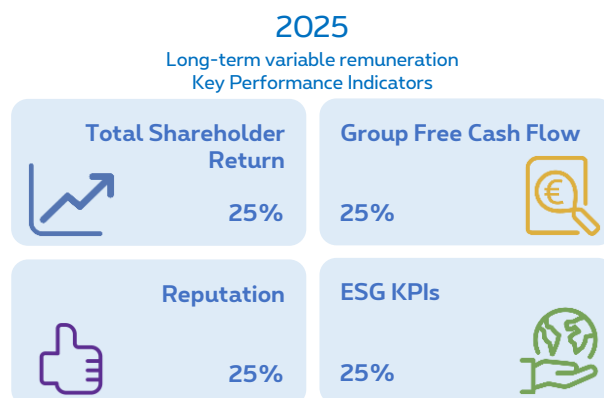 2025
Long-term variable remuneration
Key Performance Indicators
Total Shareholder
Return
25%
Group Free Cash Flow
€
25%
Reputation
25%
ESG KPIs
25%